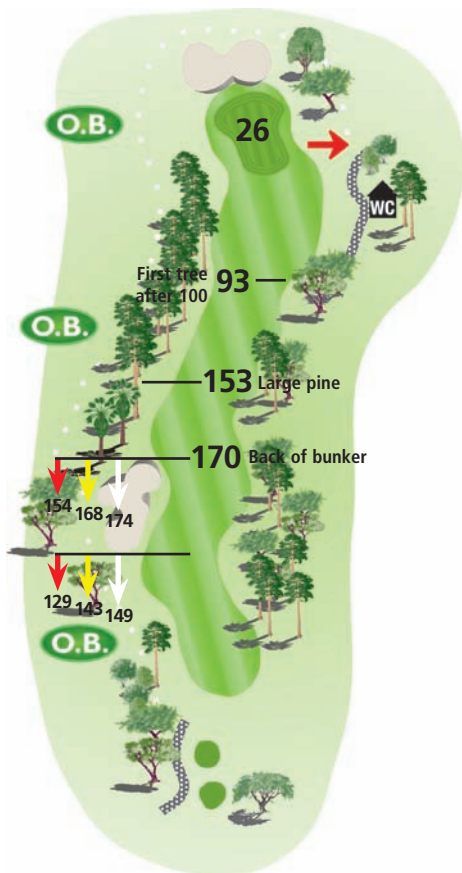 O.B.
26
WC
First tree
after 100
93
O.B.
153 Large pine
170 Back of bunker
154
168
174
129
143
149
O.B.